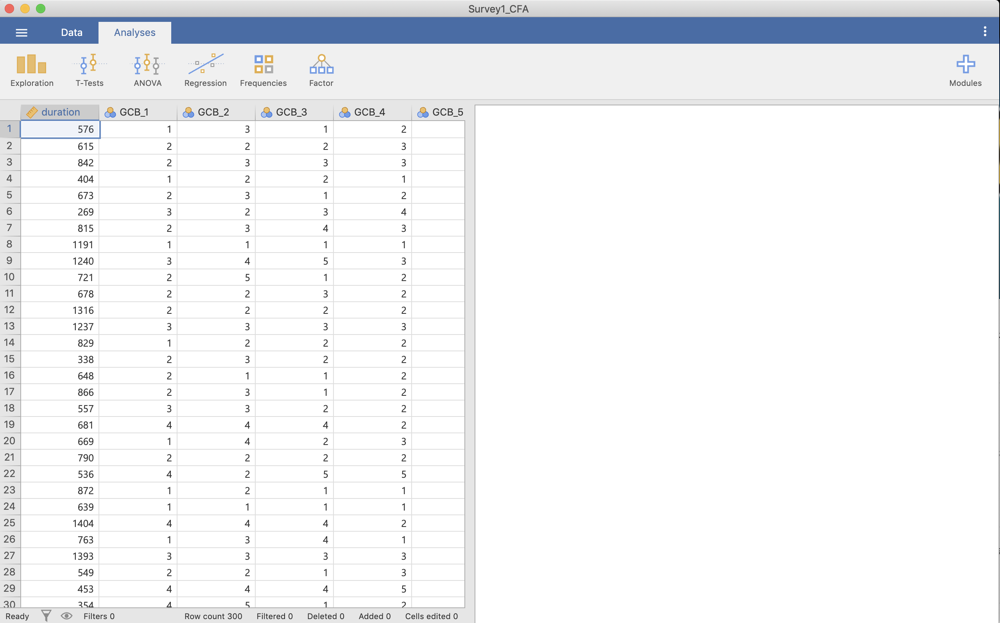 Survey1_CFA
Data Analyses
Exploration T-Tests ANOVA Regression Frequencies Factor Modules
duration GCB_1 GCB_2 GCB_3 GCB_4 GCB_5
1 576 1 3 1 2
2 615 2 2 2 3
3 842 2 3 3 3
4 404 1 2 2 1
5 673 2 3 1 2
6 269 3 2 3 4
7 815 2 3 4 3
8 1191 1 1 1 1
9 1240 3 4 5 3
10 721 2 5 1 2
11 678 2 2 3 2
12 1316 2 2 2 2
13 1237 3 3 3 3
14 829 1 2 2 2
15 338 2 3 2 2
16 648 2 1 1 2
17 866 2 3 1 2
18 557 3 3 2 2
19 681 4 4 4 2
20 669 1 4 2 3
21 790 2 2 2 2
22 536 4 2 5 5
23 872 1 2 1 1
24 639 1 1 1 1
25 1404 4 4 4 2
26 763 1 3 4 1
27 1393 3 3 3 3
28 549 2 2 1 3
29 453 4 4 4 5
30 354 4 5 1 2
Ready Filters 0 Row count 300 Filtered 0 Deleted 0 Added 0 Cells edited 0